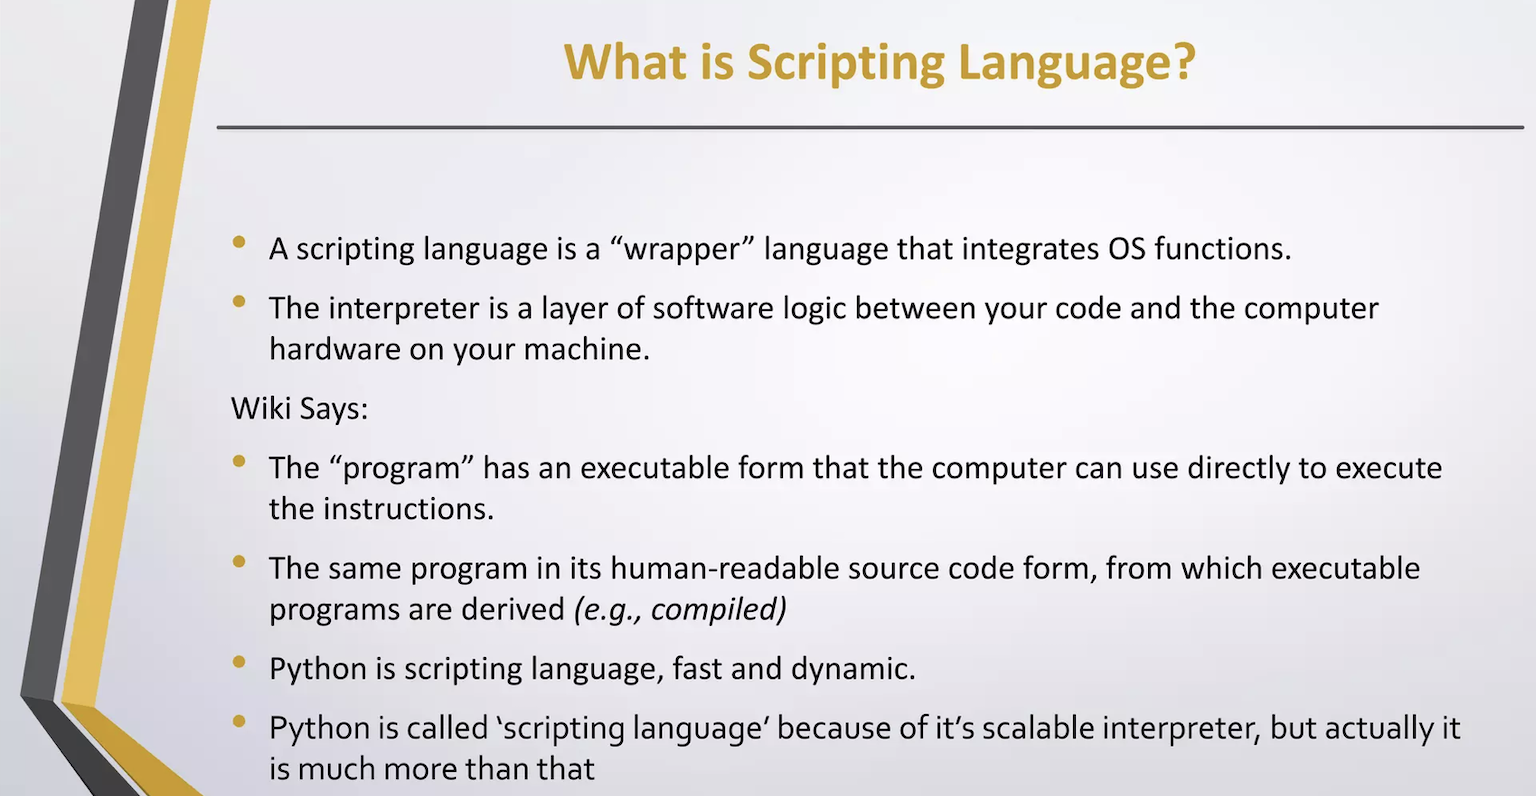 What is Scripting Language?
• A scripting language is a “wrapper” language that integrates OS functions.
• The interpreter is a layer of software logic between your code and the computer
hardware on your machine.
Wiki Says:
• The “program” has an executable form that the computer can use directly to execute
the instructions.
• The same program in its human-readable source code form, from which executable
programs are derived (e.g., compiled)
• Python is scripting language, fast and dynamic.
• Python is called ‘scripting language’ because of it’s scalable interpreter, but actually it
is much more than that